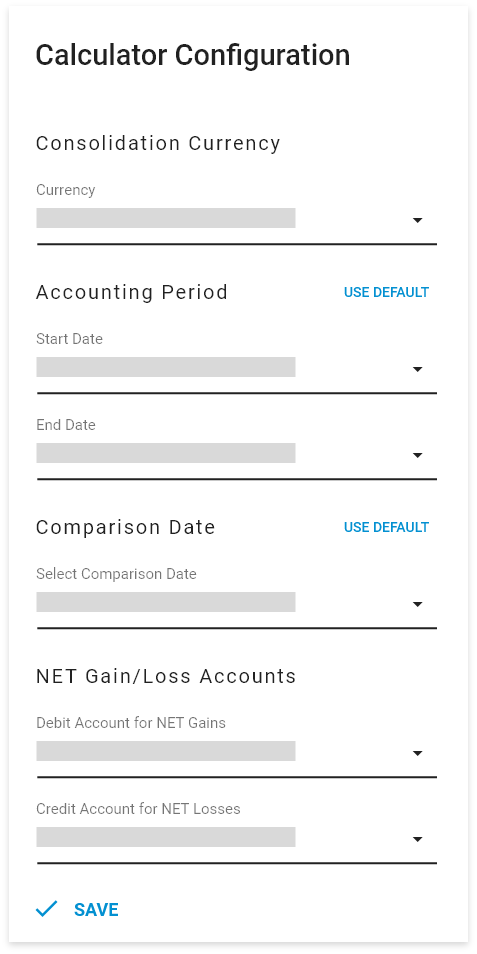 Calculator Configuration
Consolidation Currency
Currency
Accounting Period
USE DEFAULT
Start Date
End Date
Comparison Date
USE DEFAULT
Select Comparison Date
NET Gain/Loss Accounts
Debit Account for NET Gains
Credit Account for NET Losses
SAVE